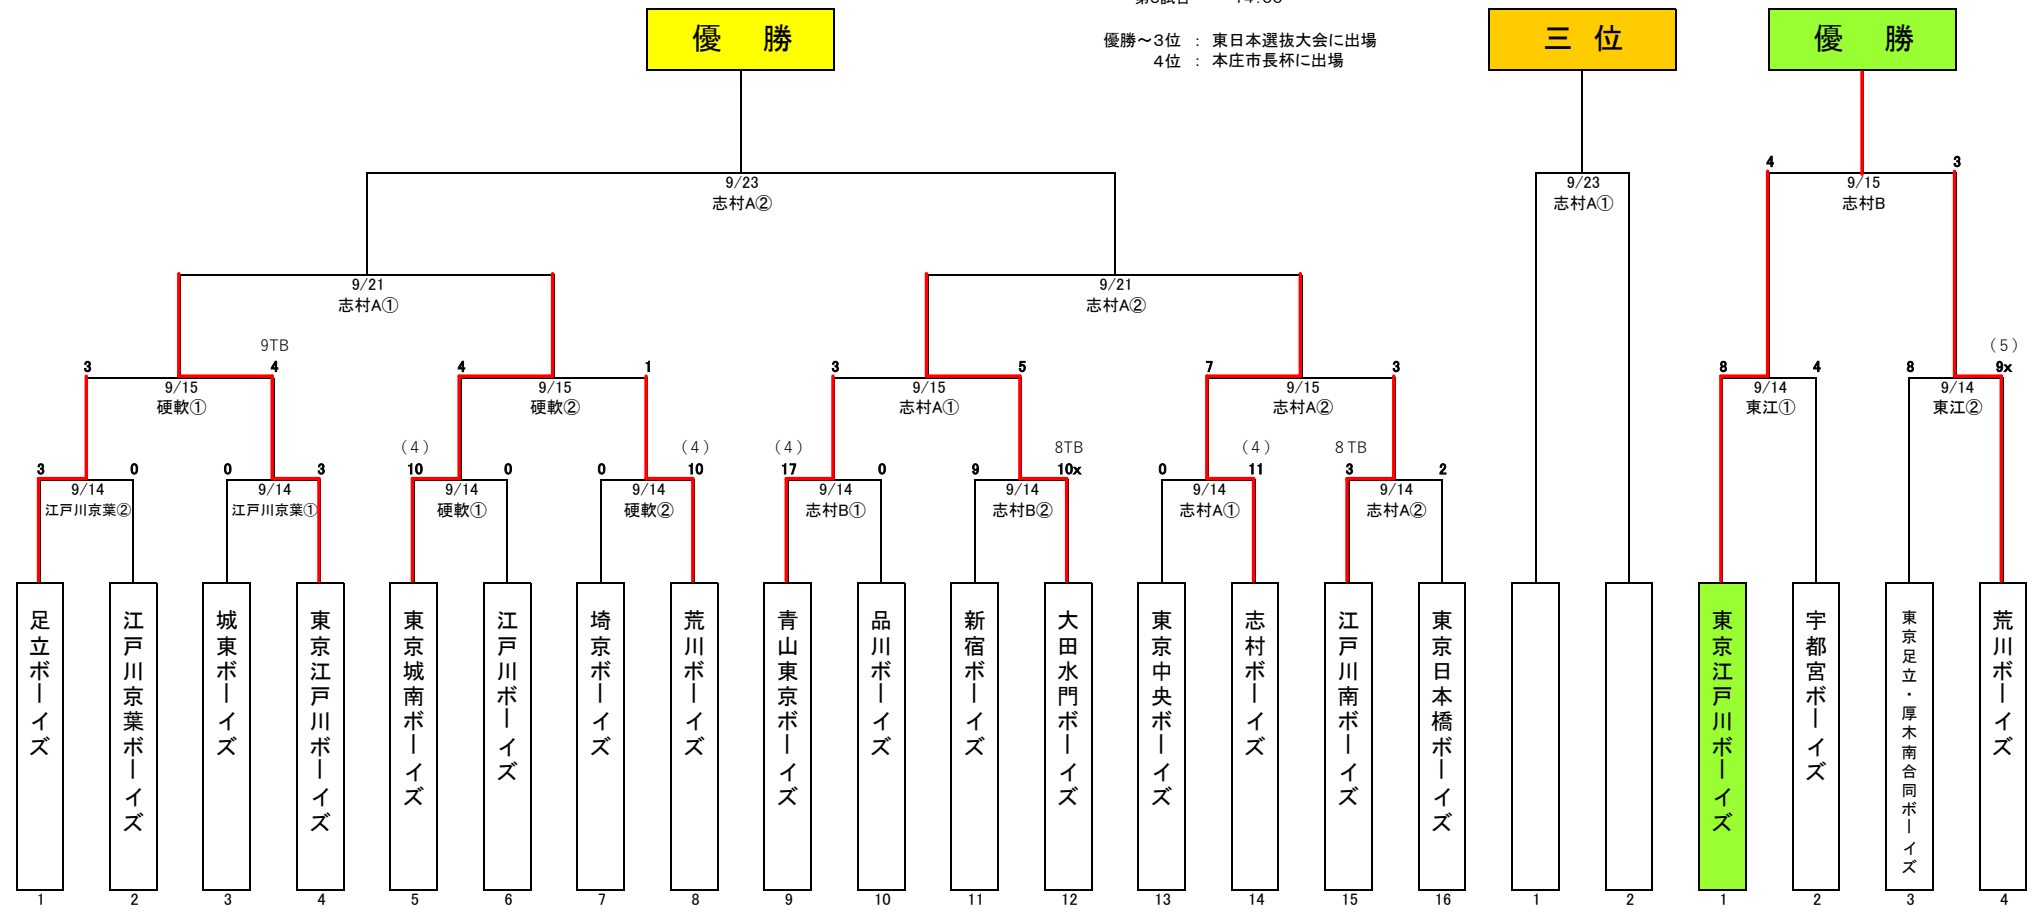 第3試合 14:00
優勝～3位 : 東日本選抜大会に出場
4位 : 本庄市長杯に出場
優 勝
三 位
優 勝
4 3
9/23 9/23 9/15
志村A② 志村A① 志村B
9/21 9/21
志村A① 志村A②
9TB (5)
3 4 4 1 3 5 7 3 8 4 8 9x
9/15 9/15 9/15 9/15 9/14 9/14
硬軟① 硬軟② 志村A① 志村A② 東江① 東江②
(4) (4) (4) 8TB (4) 8TB
3 0 0 3 10 0 0 10 17 0 9 10x 0 11 3 2
9/14 9/14 9/14 9/14 9/14 9/14 9/14 9/14
江戸川京葉② 江戸川京葉① 硬軟① 硬軟② 志村B① 志村B② 志村A① 志村A②
足立ボーイズ
江戸川京葉ボーイズ
城東ボーイズ
東京江戸川ボーイズ
東京城南ボーイズ
江戸川ボーイズ
埼京ボーイズ
荒川ボーイズ
青山東京ボーイズ
品川ボーイズ
新宿ボーイズ
大田水門ボーイズ
東京中央ボーイズ
志村ボーイズ
江戸川南ボーイズ
東京日本橋ボーイズ
東京江戸川ボーイズ
宇都宮ボーイズ
東京足立・厚木南合同ボーイズ
荒川ボーイズ
1 2 3 4 5 6 7 8 9 10 11 12 13 14 15 16 1 2 1 2 3 4